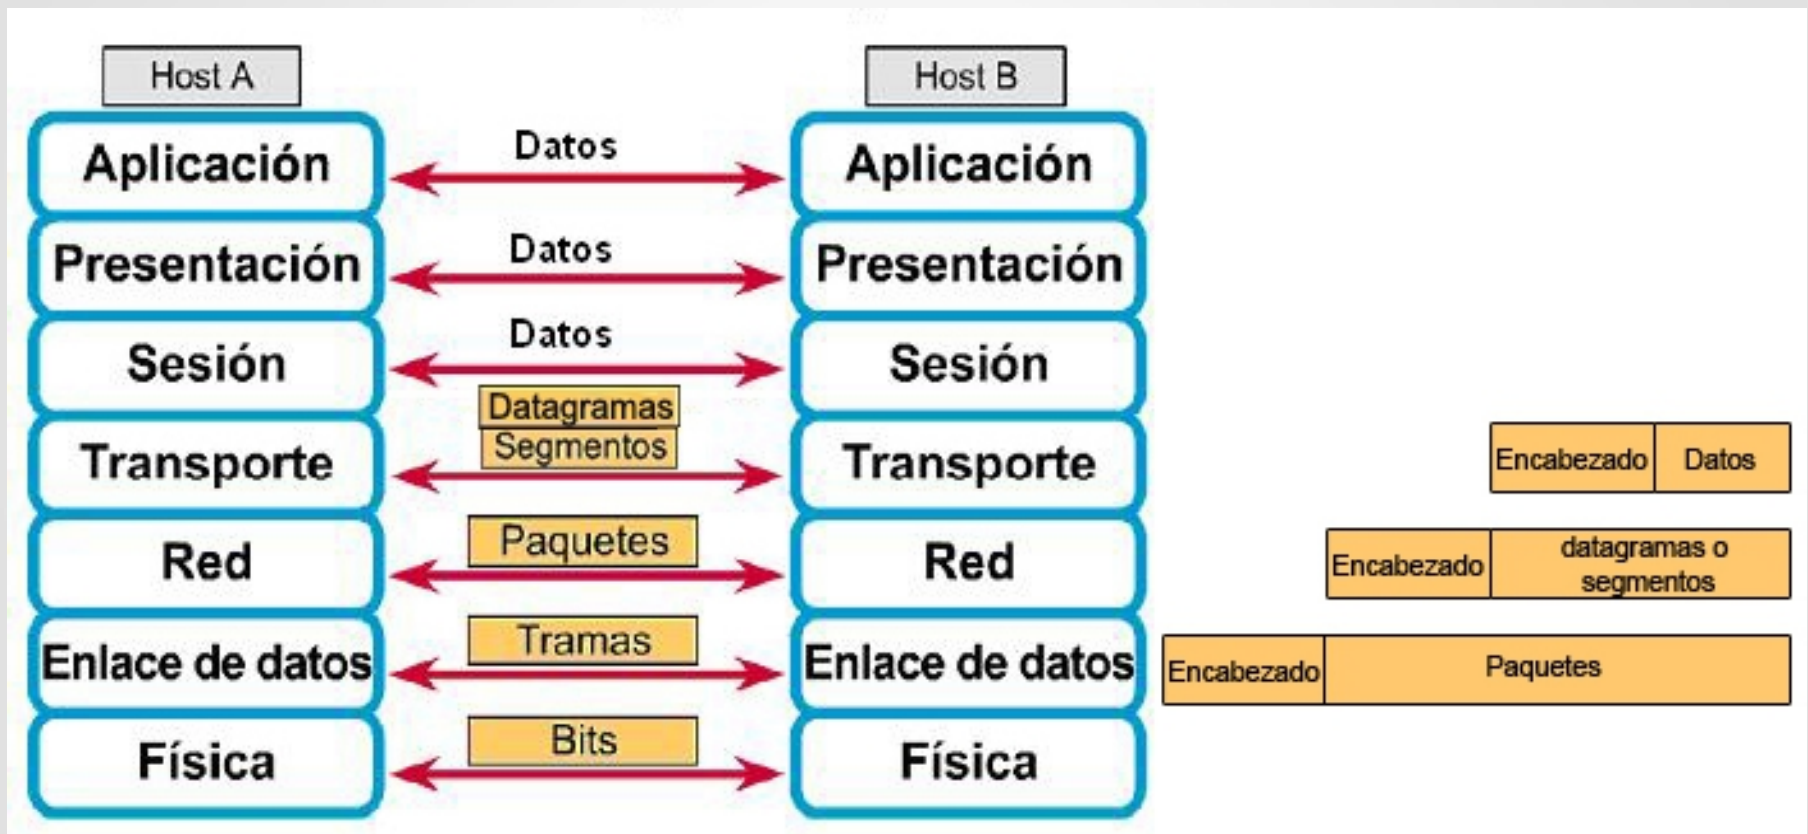 Host A
Host B
Aplicación
Datos
Aplicación
Presentación
Datos
Presentación
Sesión
Datos
Sesión
Datagramas
Segmentos
Transporte
Transporte
Encabezado
Datos
Red
Paquetes
Red
Encabezado
datagramas o
segmentos
Enlace de datos
Tramas
Enlace de datos
Encabezado
Paquetes
Física
Bits
Física